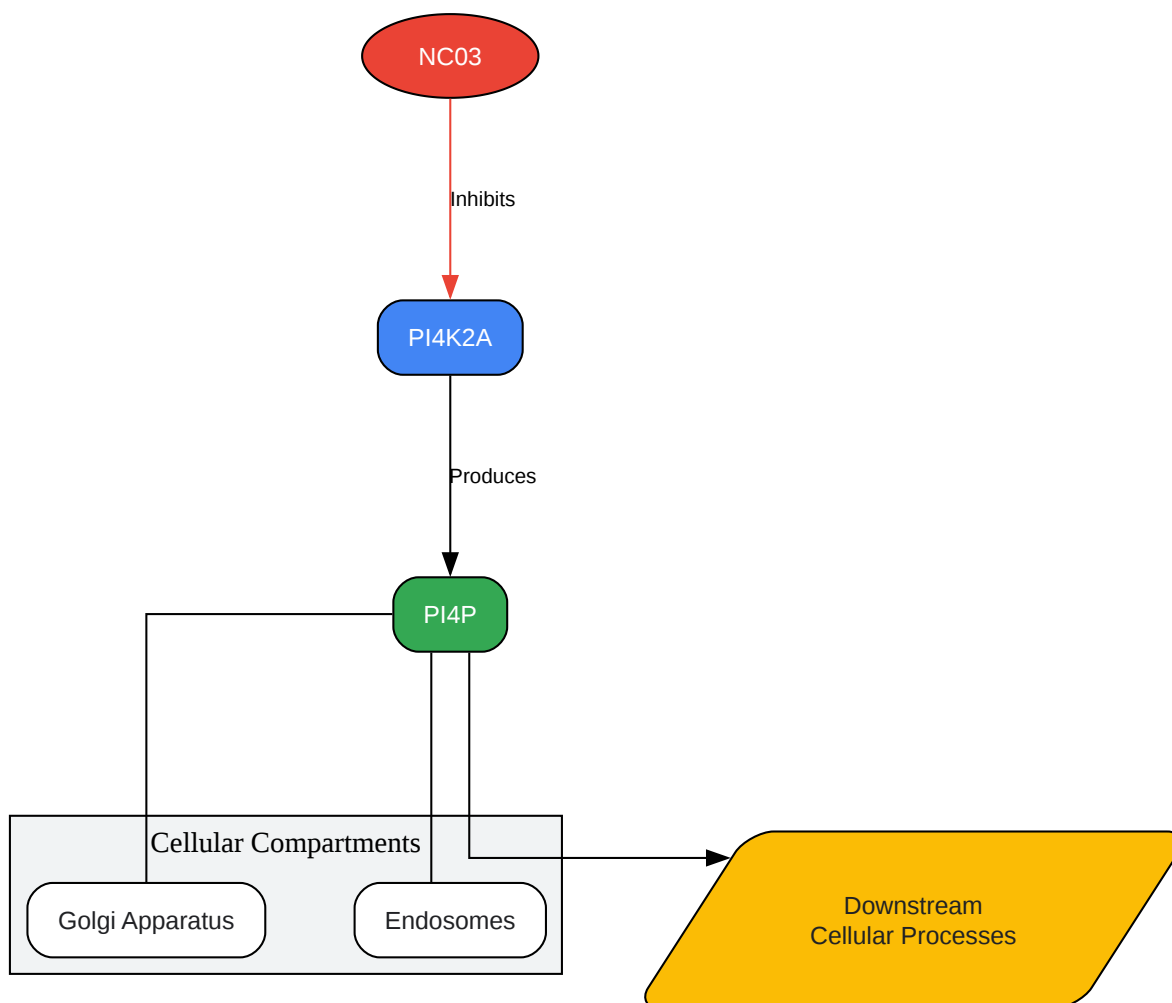 NC03
Inhibits
PI4K2A
Produces
PI4P
Cellular Compartments
Golgi Apparatus
Endosomes
Downstream
Cellular Processes